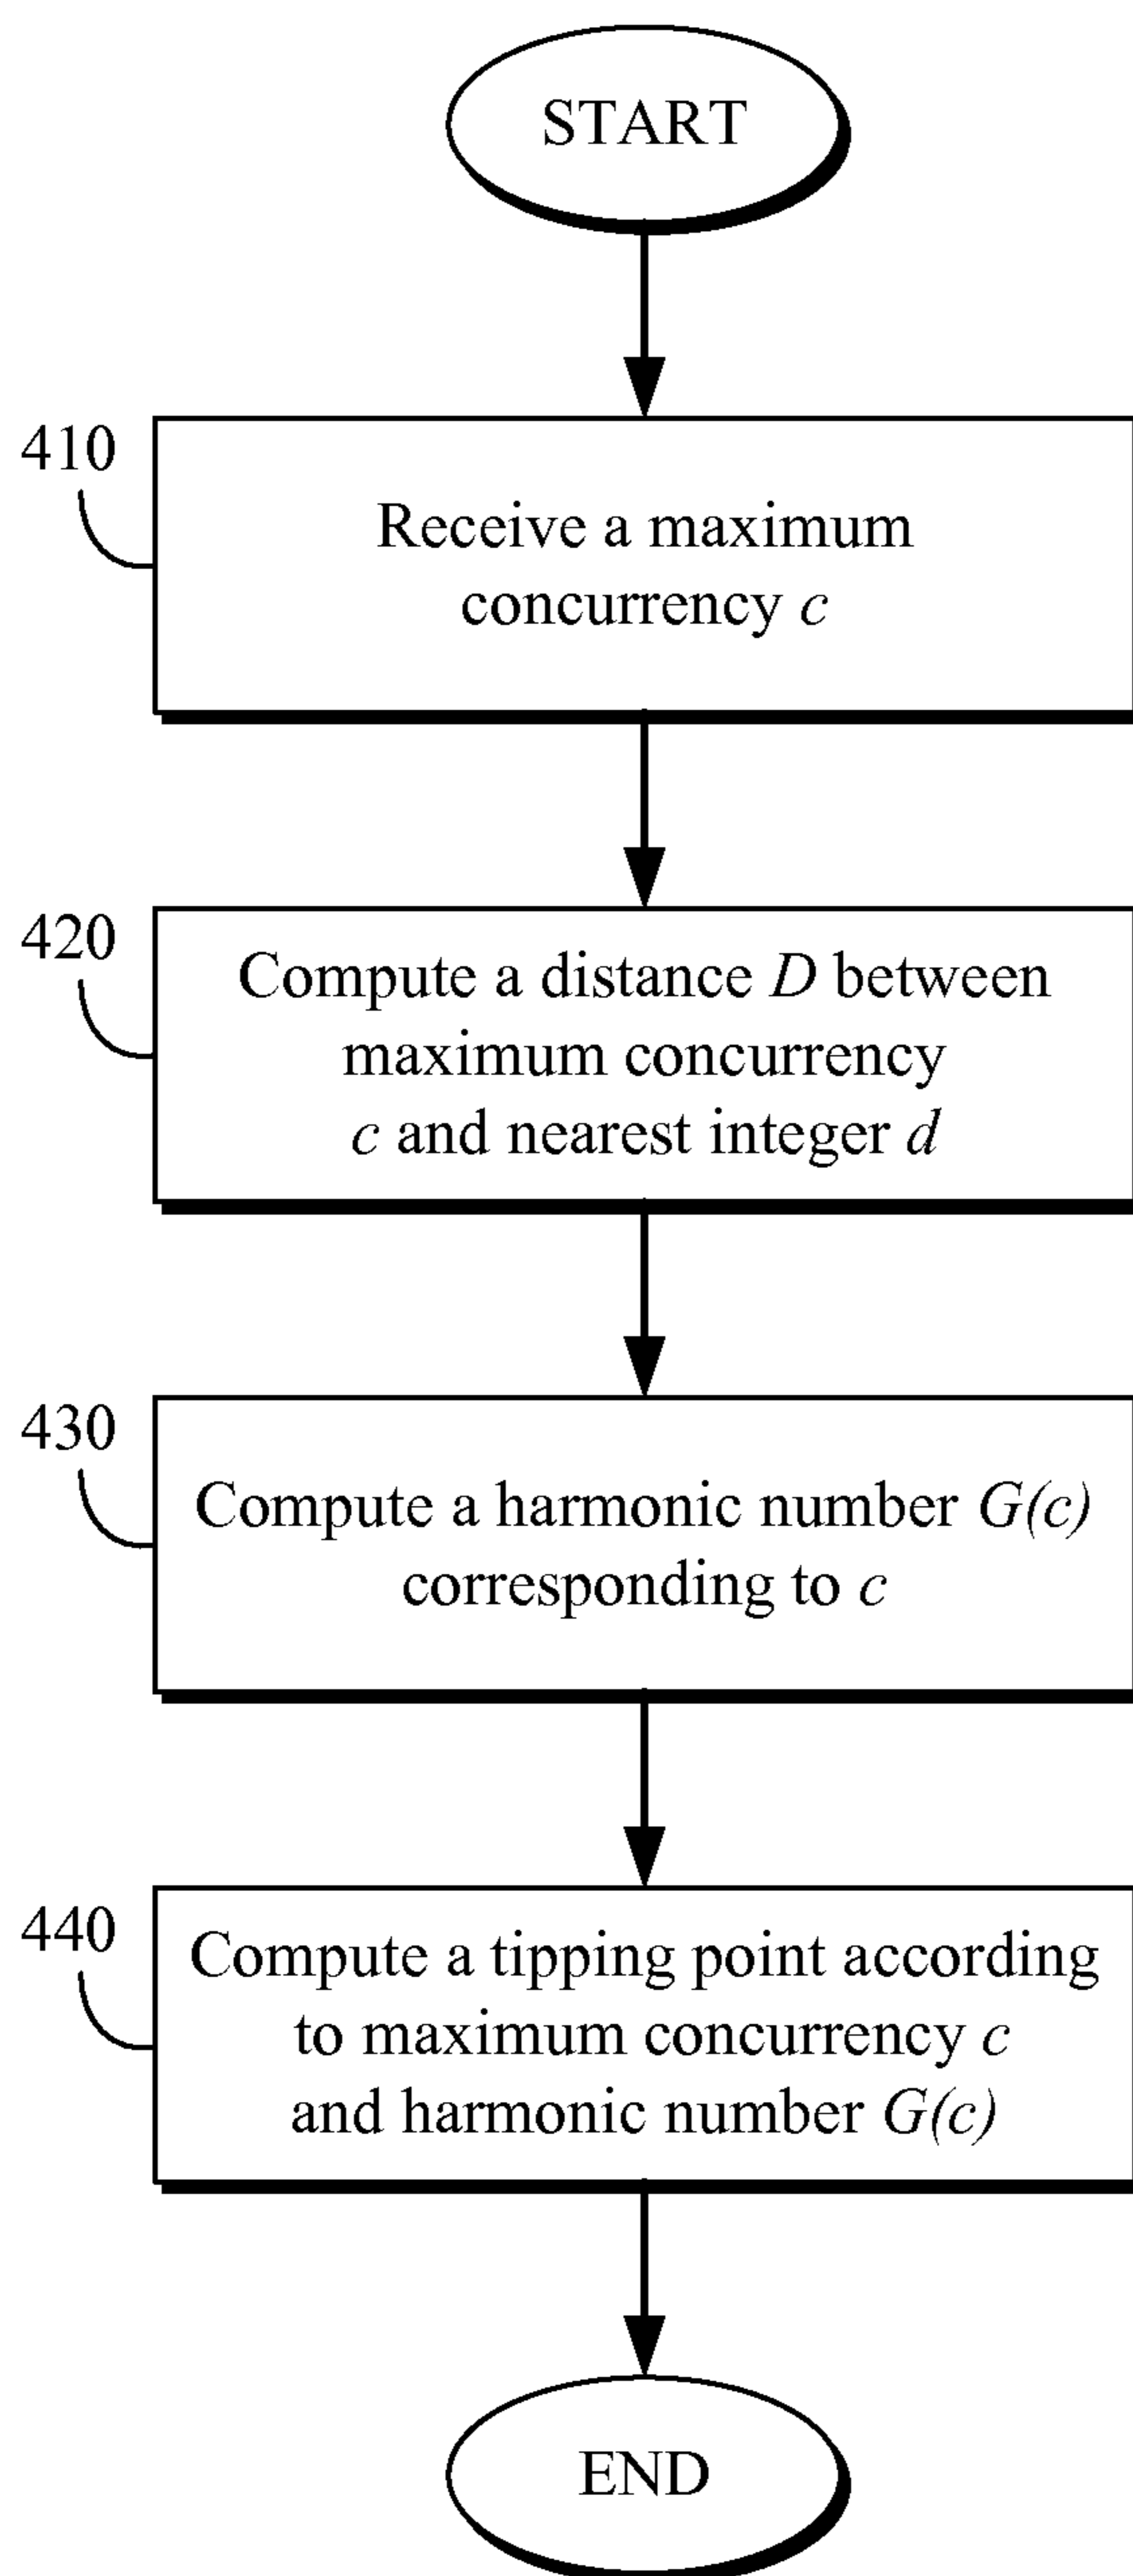 START
410
Receive a maximum
concurrency c
420
Compute a distance D between
maximum concurrency
c and nearest integer d
430
Compute a harmonic number G(c)
corresponding to c
440
Compute a tipping point according
to maximum concurrency c
and harmonic number G(c)
END